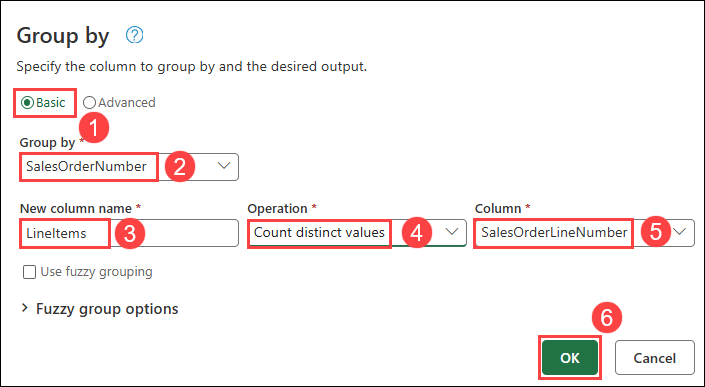 Group by ?
Specify the column to group by and the desired output.
Basic Advanced
1
Group by *
SalesOrderNumber 2
New column name * Operation * Column *
LineItems 3 Count distinct values 4 SalesOrderLineNumber 5
Use fuzzy grouping
Fuzzy group options
6
OK Cancel